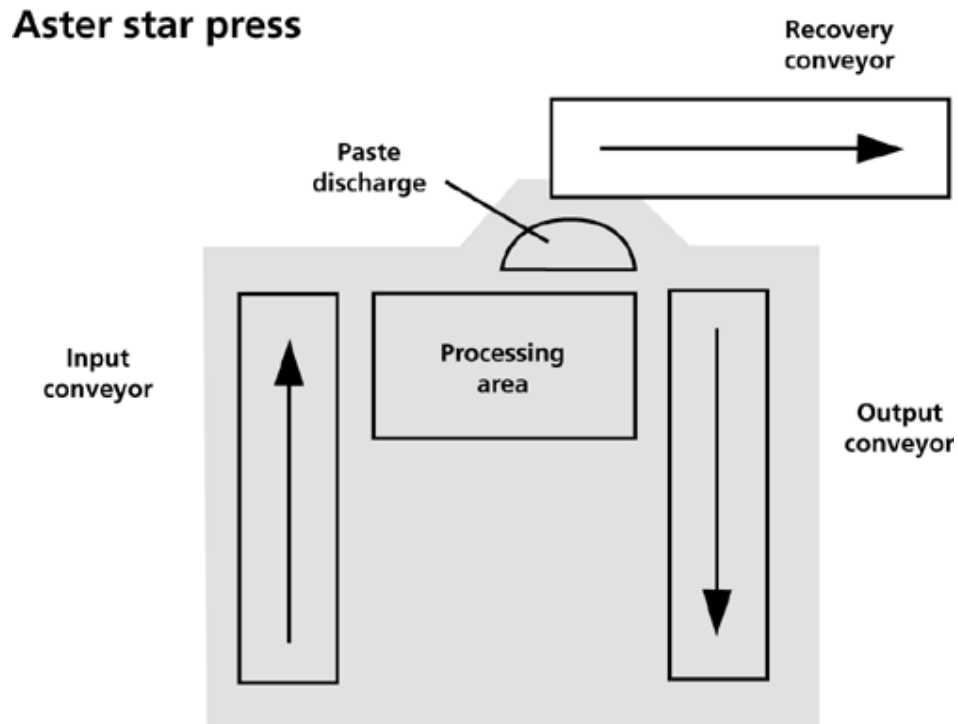 Aster star press
Recovery
conveyor
Paste
discharge
Input
conveyor
Processing
area
Output
conveyor